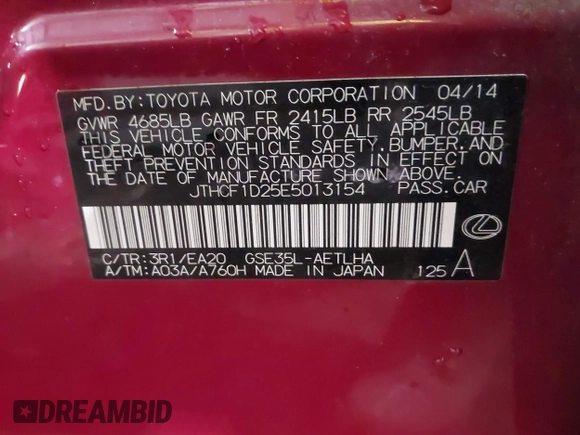 MFD. BY: TOYOTA MOTOR CORPORATION 04/14
GVWR 4685LB GAWR FR 2415LB RR 2545LB
THIS VEHICLE CONFORMS TO ALL APPLICABLE
FEDERAL MOTOR VEHICLE SAFETY, BUMPER, AND
THEFT PREVENTION STANDARDS IN EFFECT ON
THE DATE OF MANUFACTURE SHOWN ABOVE.
JTHCF1D25E5013154 PASS. CAR
C/TR: 3R1/EA20 GSE35L-AETLHA
A/TM: A03A/A760H MADE IN JAPAN 125 A
DREAMBID